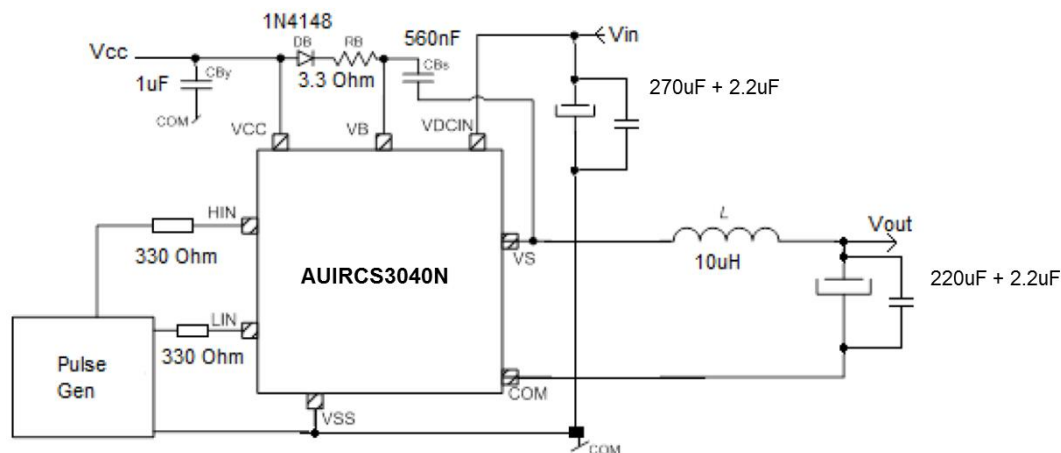 1N4148
Vcc
DB
RB
560nF
Vin
1uF
CBy
3.3 Ohm
CBs
270uF + 2.2uF
COM
VCC
VB
VDCIN
HIN
330 Ohm
AUIRCS3040N
VS
L
10uH
Vout
220uF + 2.2uF
LIN
330 Ohm
Pulse
Gen
COM
VSS
COM